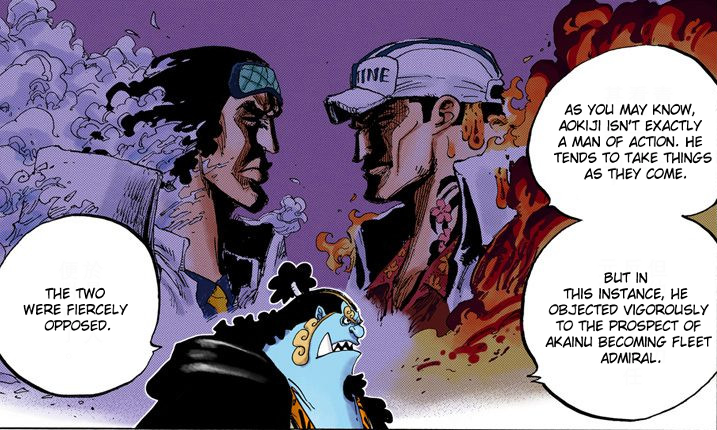 AS YOU MAY KNOW,
AOKIJI ISN'T EXACTLY
A MAN OF ACTION. HE
TENDS TO TAKE THINGS
AS THEY COME.
BUT IN
THIS INSTANCE, HE
OBJECTED VIGOROUSLY
TO THE PROSPECT OF
AKAINU BECOMING FLEET
ADMIRAL.
THE TWO
WERE FIERCELY
OPPOSED.
TINE